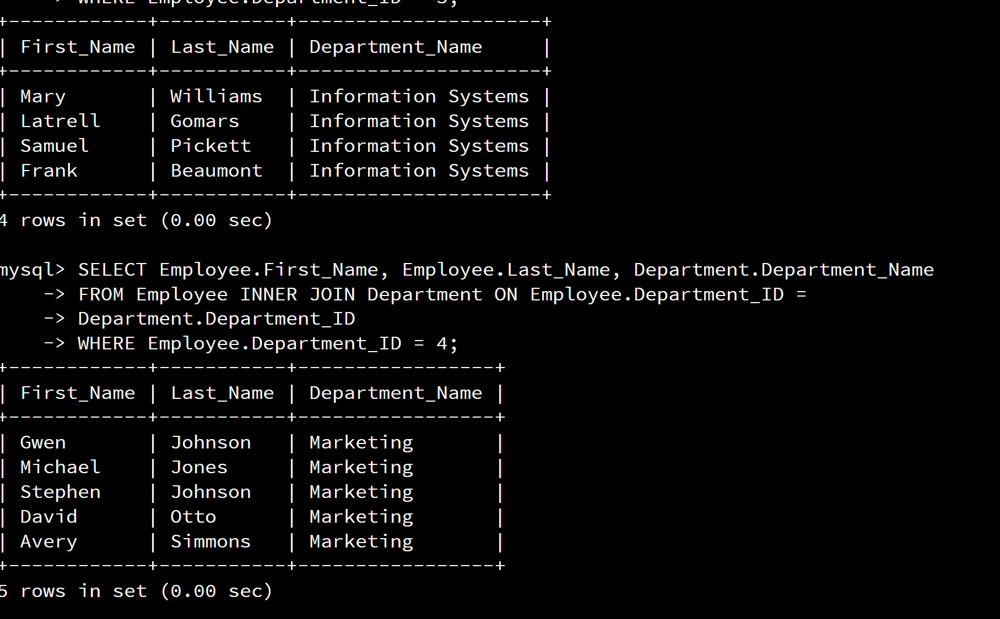 -> WHERE Employee.Department_ID = 3;
+------------+-----------+---------------------+
| First_Name | Last_Name | Department_Name     |
+------------+-----------+---------------------+
| Mary       | Williams  | Information Systems |
| Latrell    | Gomars    | Information Systems |
| Samuel     | Pickett   | Information Systems |
| Frank      | Beaumont  | Information Systems |
+------------+-----------+---------------------+
4 rows in set (0.00 sec)
mysql> SELECT Employee.First_Name, Employee.Last_Name, Department.Department_Name
    -> FROM Employee INNER JOIN Department ON Employee.Department_ID =
    -> Department.Department_ID
    -> WHERE Employee.Department_ID = 4;
+------------+-----------+-----------------+
| First_Name | Last_Name | Department_Name |
+------------+-----------+-----------------+
| Gwen       | Johnson   | Marketing       |
| Michael    | Jones     | Marketing       |
| Stephen    | Johnson   | Marketing       |
| David      | Otto      | Marketing       |
| Avery      | Simmons   | Marketing       |
+------------+-----------+-----------------+
5 rows in set (0.00 sec)